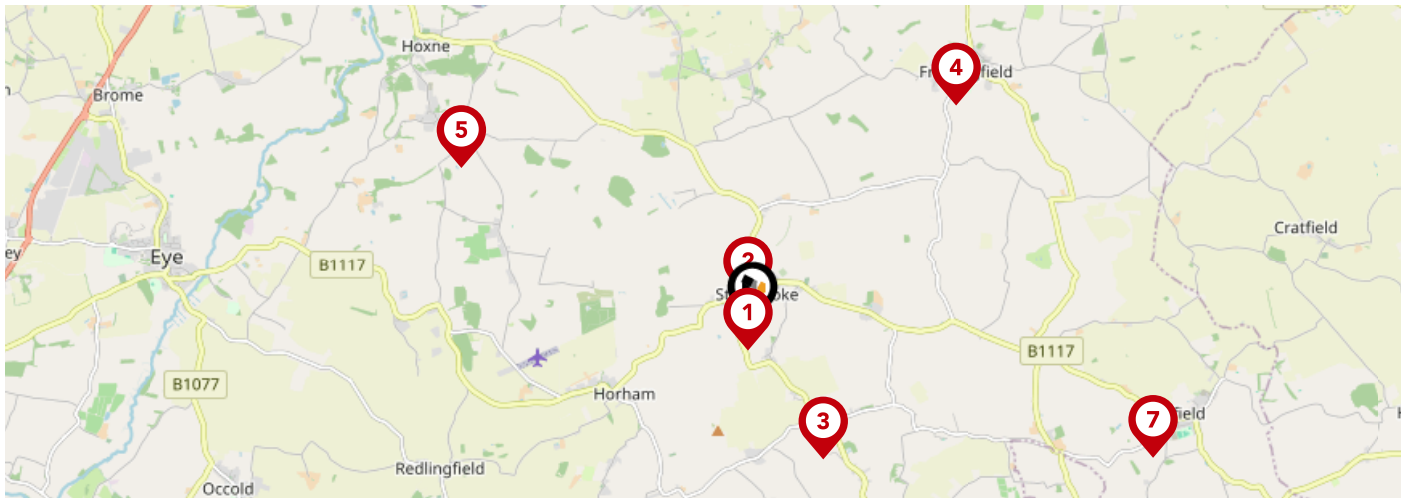 Hoxne
4
Brome
5
Eye
B1117
2
Cratfield
1
B1117
B1077
Horham
3
7
Redlingfield
Occold